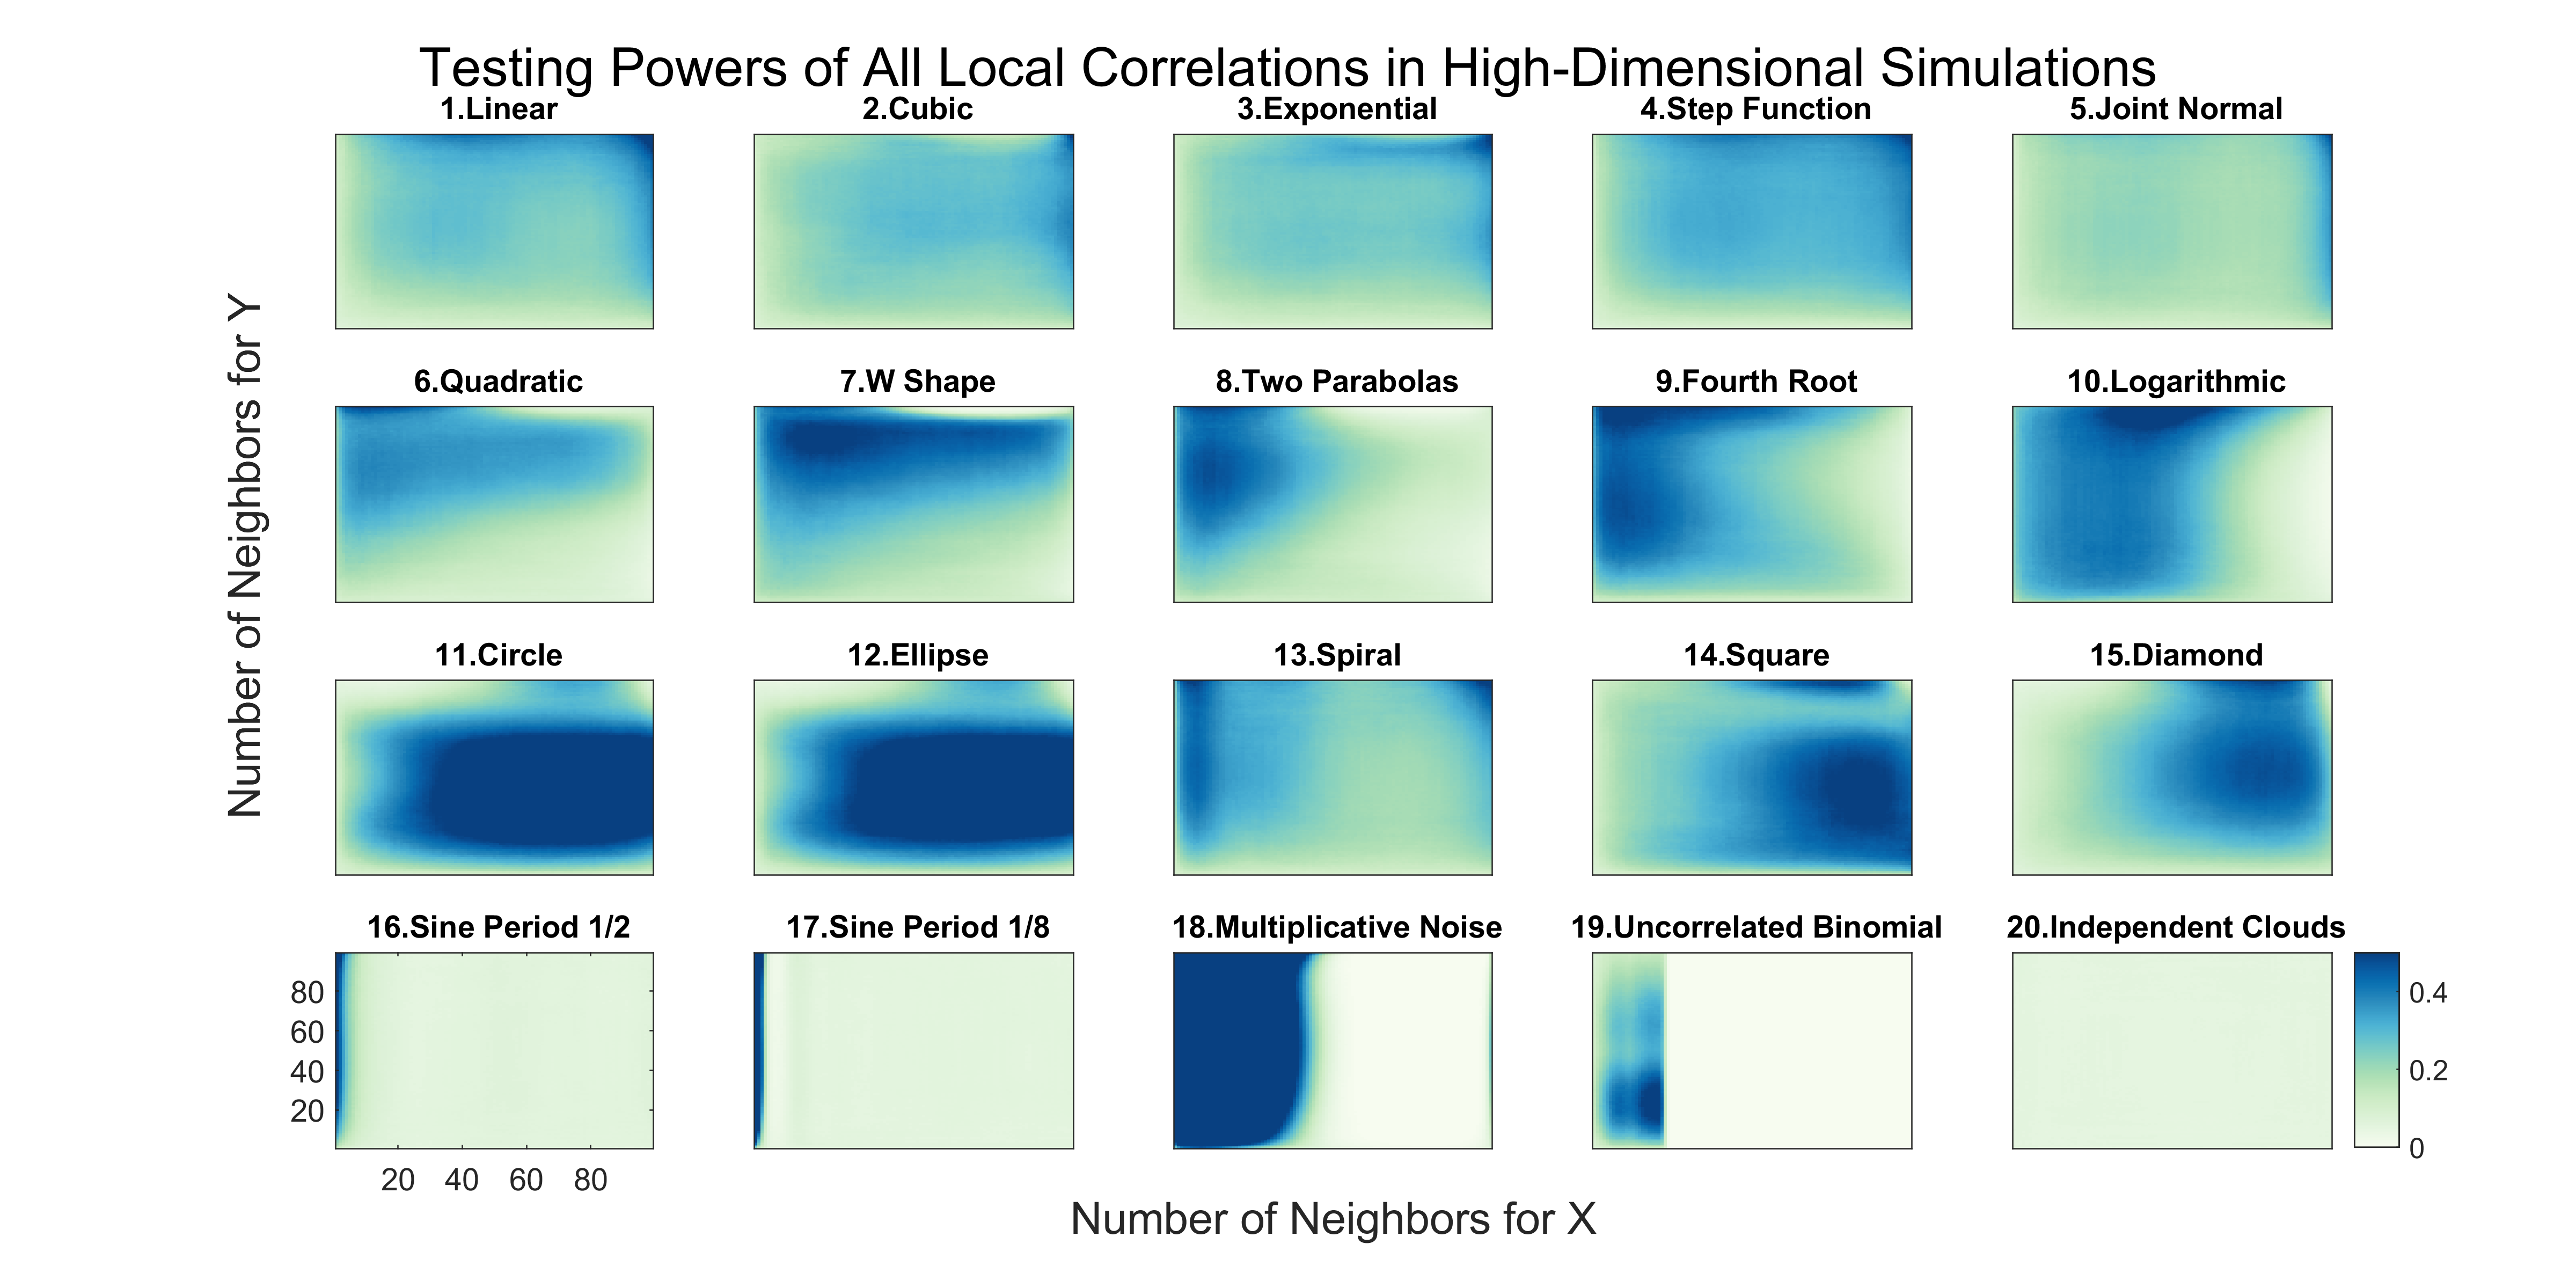 Testing Powers of All Local Correlations in High-Dimensional Simulations
1.Linear
2.Cubic
3.Exponential
4.Step Function
5.Joint Normal
6.Quadratic
7.W Shape
8.Two Parabolas
9.Fourth Root
10.Logarithmic
11.Circle
12.Ellipse
13.Spiral
14.Square
15.Diamond
16.Sine Period 1/2
17.Sine Period 1/8
18.Multiplicative Noise
19.Uncorrelated Binomial
20.Independent Clouds
Number of Neighbors for Y
80
60
40
20
20 40 60 80
0.4
0.2
0
Number of Neighbors for X